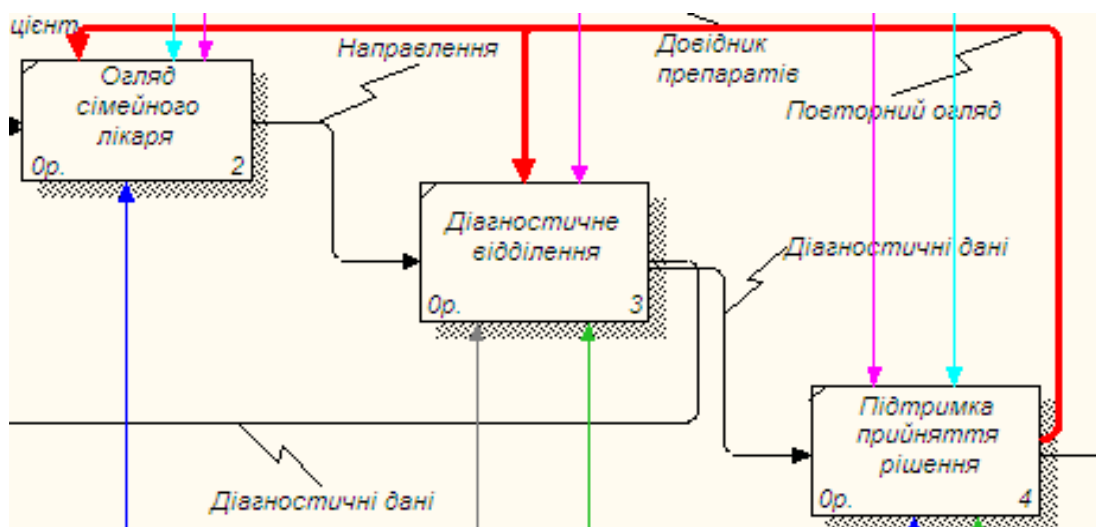 цієнт
Направлення
Довідник
препаратів
Повторний огляд
Огляд
сімейного
лікаря
0р.
2
Діагностичне
відділення
0р.
3
Діагностичні дані
Підтримка
прийняття
рішення
0р.
4
Діагностичні дані